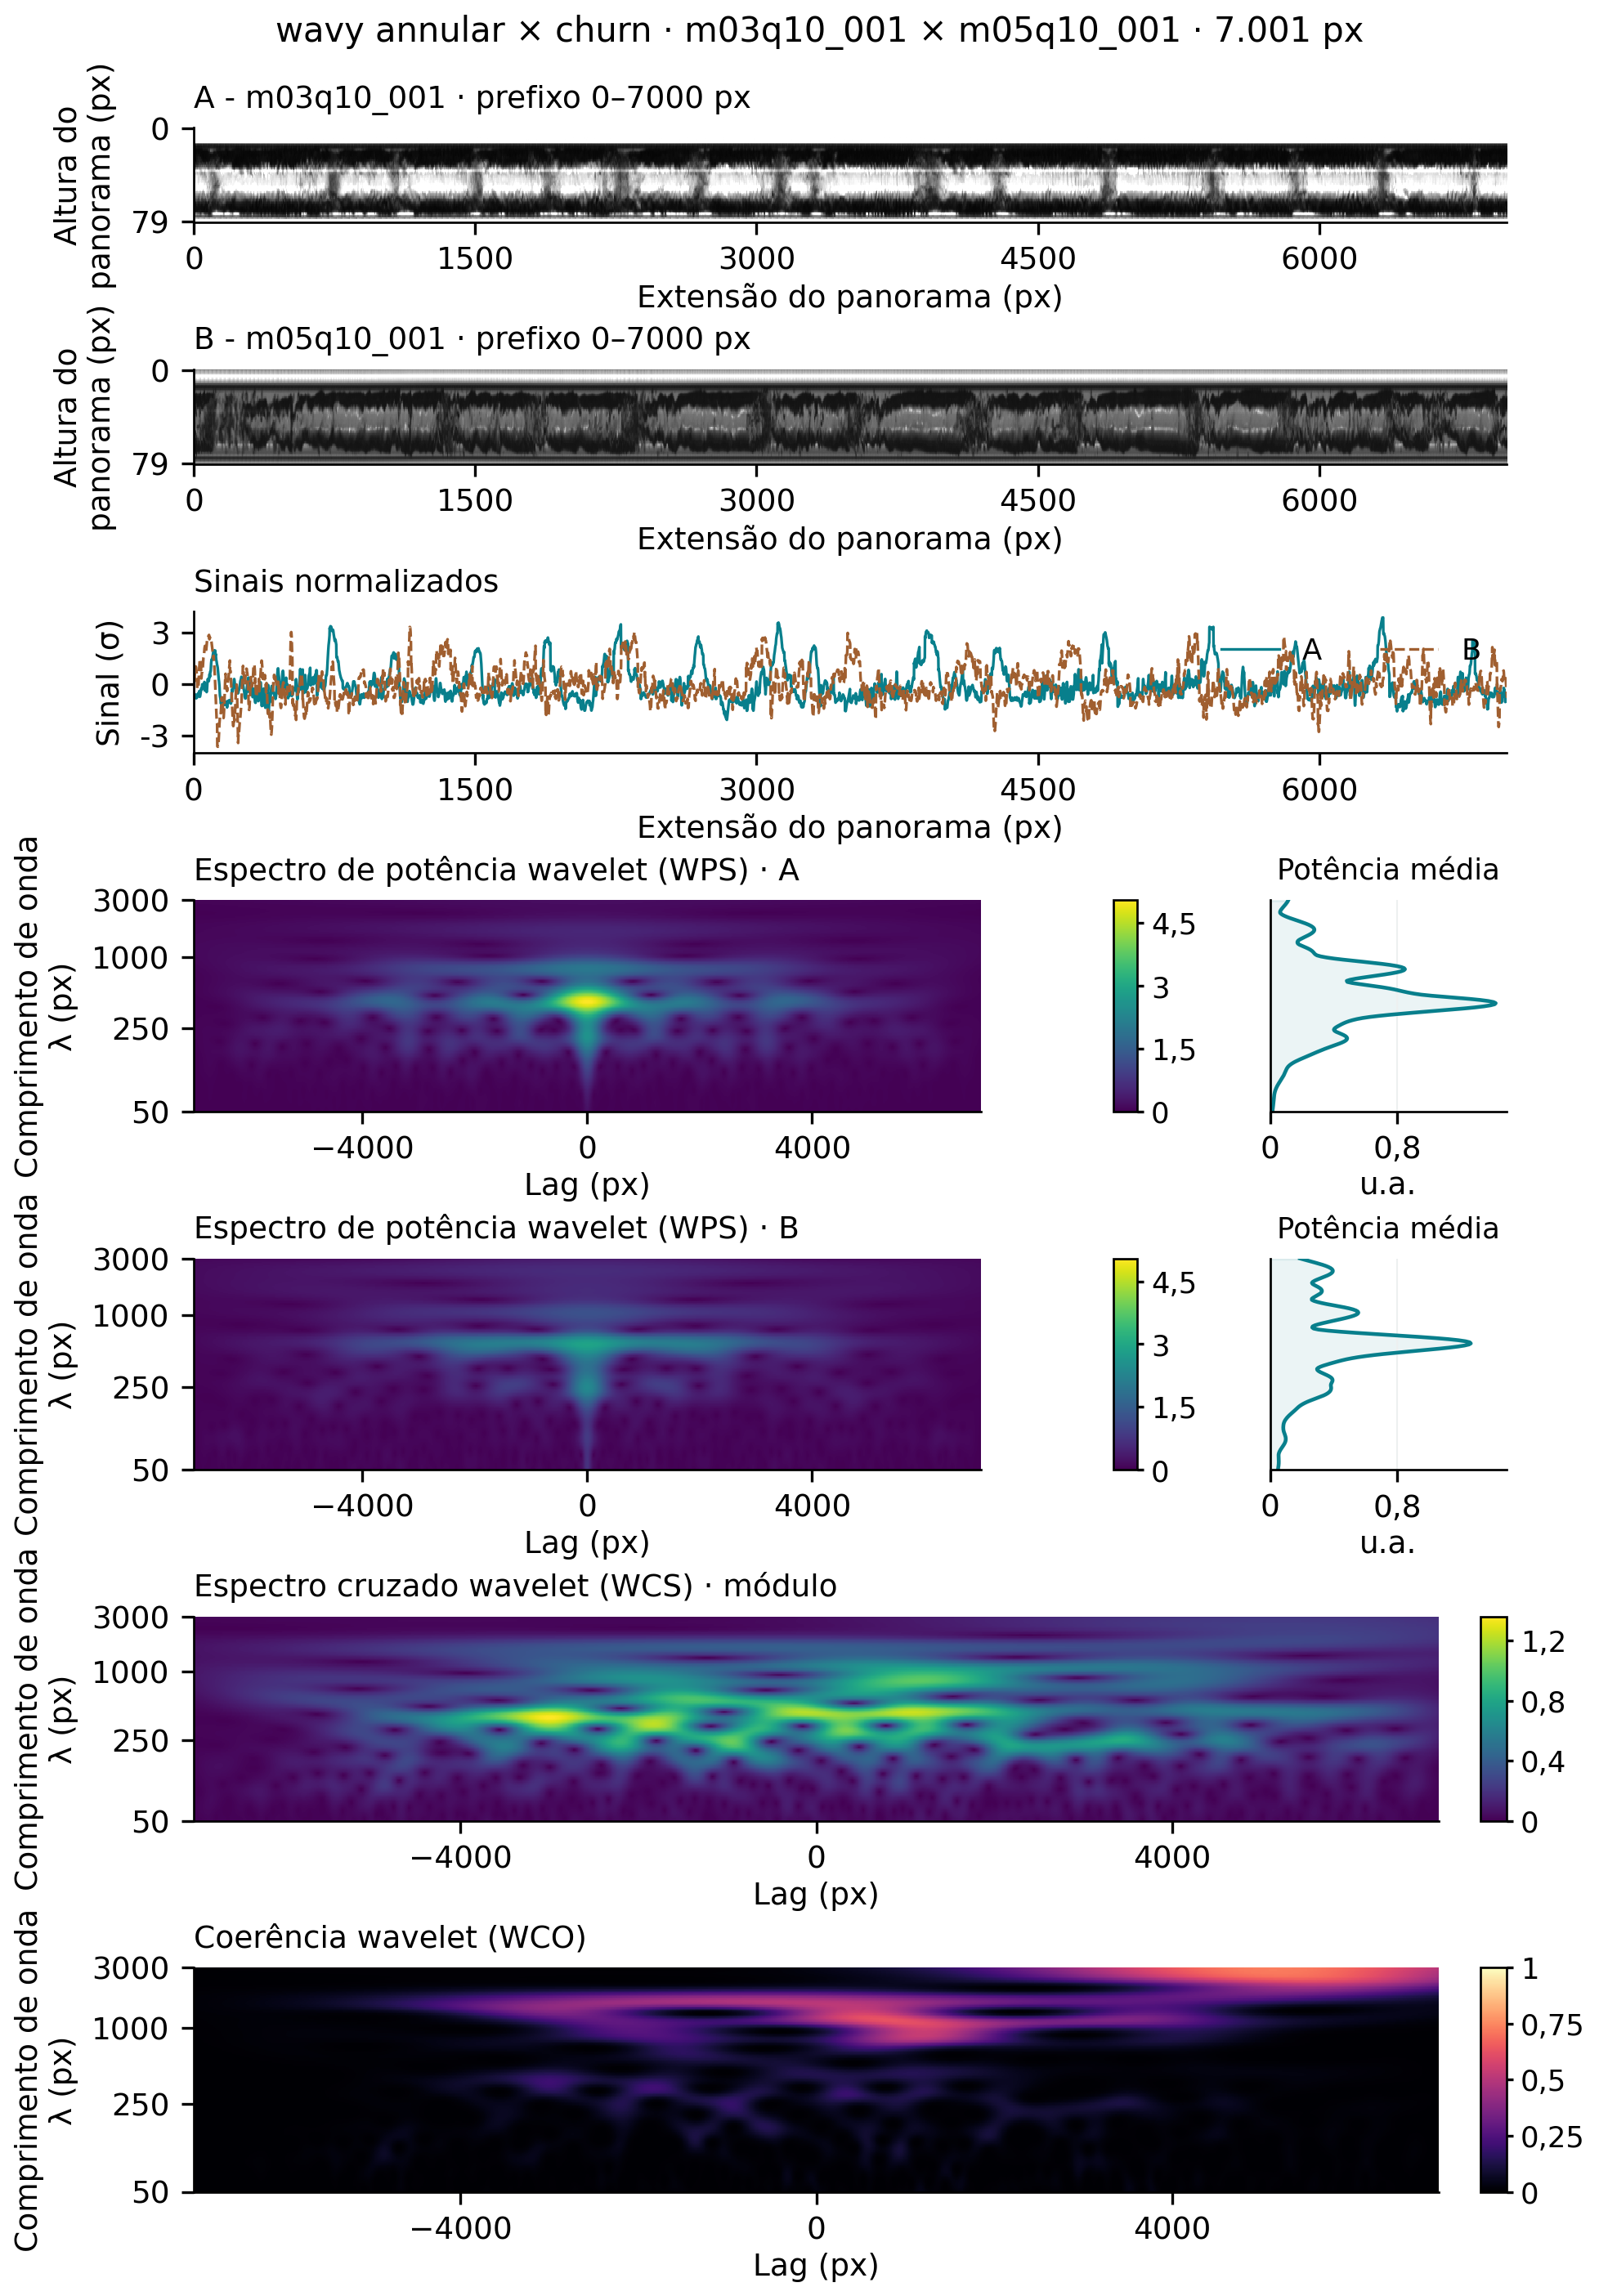 wavy annular × churn · m03q10_001 × m05q10_001 · 7.001 px
A - m03q10_001 · prefixo 0–7000 px
Altura do
panorama (px)
0
79
0 1500 3000 4500 6000
Extensão do panorama (px)
B - m05q10_001 · prefixo 0–7000 px
Altura do
panorama (px)
0
79
0 1500 3000 4500 6000
Extensão do panorama (px)
Sinais normalizados
Sinal (σ)
3
0
-3
A B
0 1500 3000 4500 6000
Extensão do panorama (px)
Espectro de potência wavelet (WPS) · A
Potência média
Comprimento de onda
λ (px)
3000
1000
250
50
−4000 0 4000
Lag (px)
4,5
3
1,5
0
0 0,8
u.a.
Espectro de potência wavelet (WPS) · B
Potência média
Comprimento de onda
λ (px)
3000
1000
250
50
−4000 0 4000
Lag (px)
4,5
3
1,5
0
0 0,8
u.a.
Espectro cruzado wavelet (WCS) · módulo
Comprimento de onda
λ (px)
3000
1000
250
50
−4000 0 4000
Lag (px)
1,2
0,8
0,4
0
Coerência wavelet (WCO)
Comprimento de onda
λ (px)
3000
1000
250
50
−4000 0 4000
Lag (px)
1
0,75
0,5
0,25
0